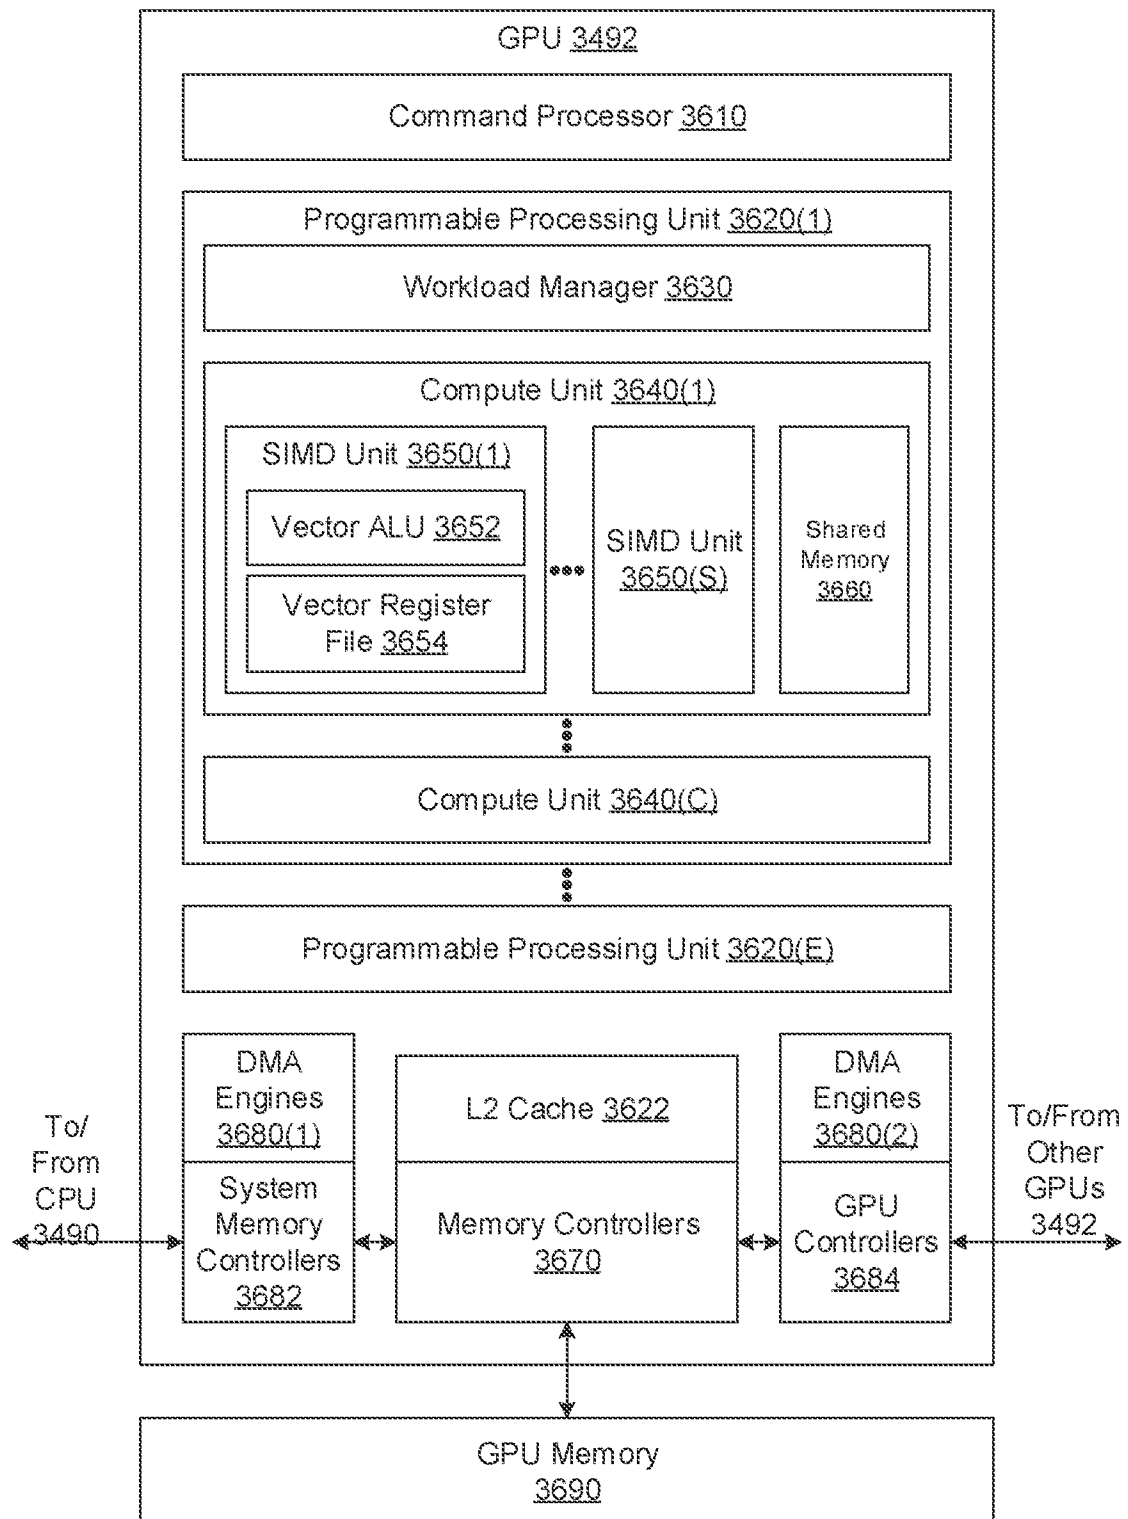 GPU 3492
Command Processor 3610
Programmable Processing Unit 3620(1)
Workload Manager 3630
Compute Unit 3640(1)
SIMD Unit 3650(1)
Vector ALU 3652
Vector Register
File 3654
SIMD Unit
3650(S)
Shared
Memory
3660
Compute Unit 3640(C)
Programmable Processing Unit 3620(E)
To/
From
CPU
3490
DMA
Engines
3680(1)
System
Memory
Controllers
3682
L2 Cache 3622
Memory Controllers
3670
DMA
Engines
3680(2)
GPU
Controllers
3684
To/From
Other
GPUs
3492
GPU Memory
3690